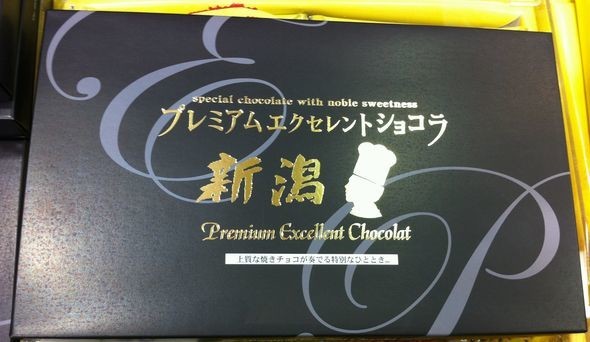 special chocolate with noble sweetness
プレミアムエクセレントショコラ
新潟
Premium Excellent Chocolat
上質な焼きチョコが奏でる特別なひととき…